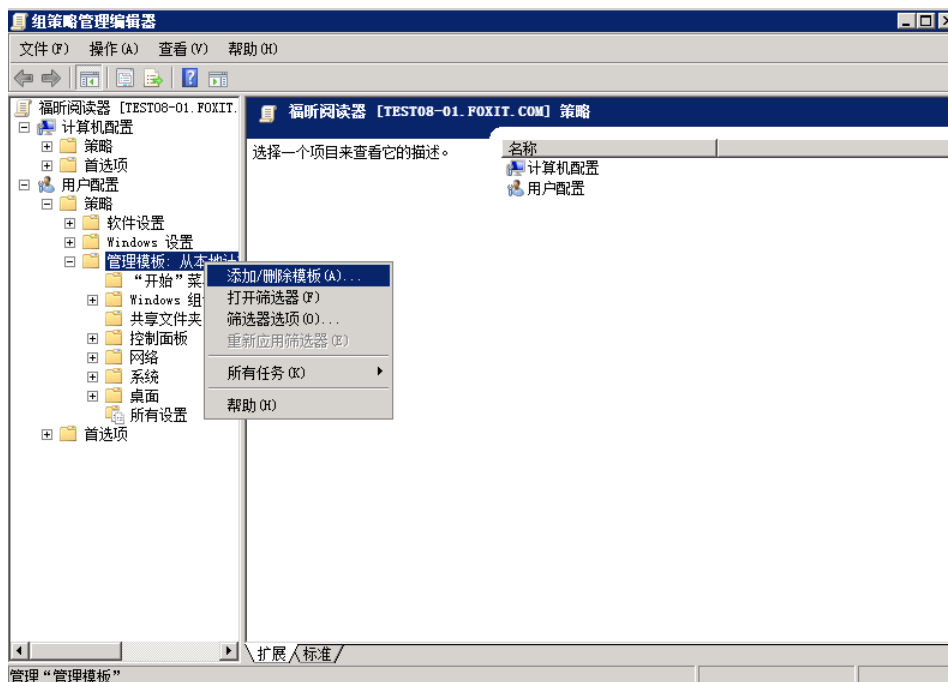 组策略管理编辑器
文件(F) 操作(A) 查看(V) 帮助(H)
福昕阅读器 [TEST08-01.FOXIT.
计算机配置
策略
首选项
用户配置
策略
软件设置
Windows 设置
管理模板: 从本地计
“开始”菜
Windows 组
共享文件夹
控制面板
网络
系统
桌面
所有设置
首选项
添加/删除模板(A)...
打开筛选器(F)
筛选器选项(O)...
重新应用筛选器(E)
所有任务(K)
帮助(H)
福昕阅读器 [TEST08-01.FOXIT.COM] 策略
选择一个项目来查看它的描述。
名称
计算机配置
用户配置
扩展 标准
管理“管理模板”